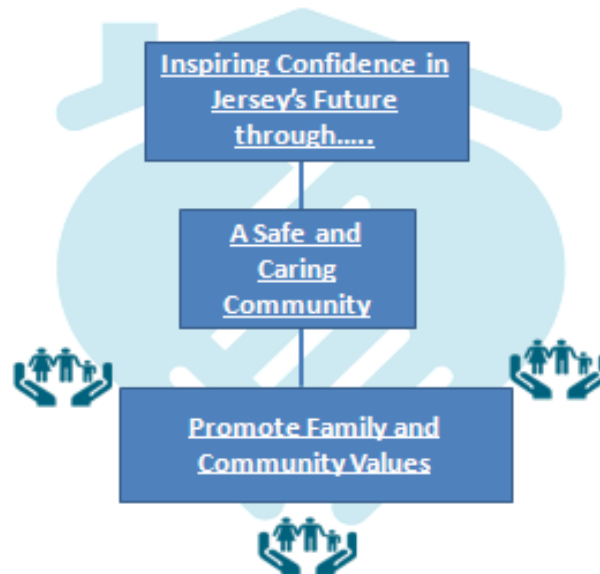 Inspiring Confidence in
Jersey's Future
through.....
A Safe and
Caring
Community
Promote Family and
Community Values